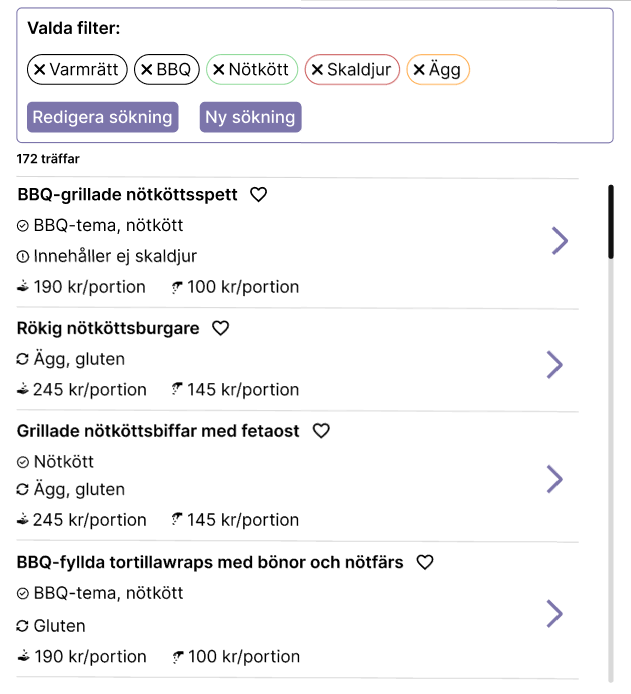 Valda filter:
Varmrätt BBQ Nötkött Skaldjur Ägg
Redigera sökning Ny sökning
172 träffar
BBQ-grillade nötköttsspett
BBQ-tema, nötkött
Innehåller ej skaldjur
190 kr/portion 100 kr/portion
Rökig nötköttsburgare
Ägg, gluten
245 kr/portion 145 kr/portion
Grillade nötköttsbiffar med fetaost
Nötkött
Ägg, gluten
245 kr/portion 145 kr/portion
BBQ-fyllda tortillawraps med bönor och nötfärs
BBQ-tema, nötkött
Gluten
190 kr/portion 100 kr/portion